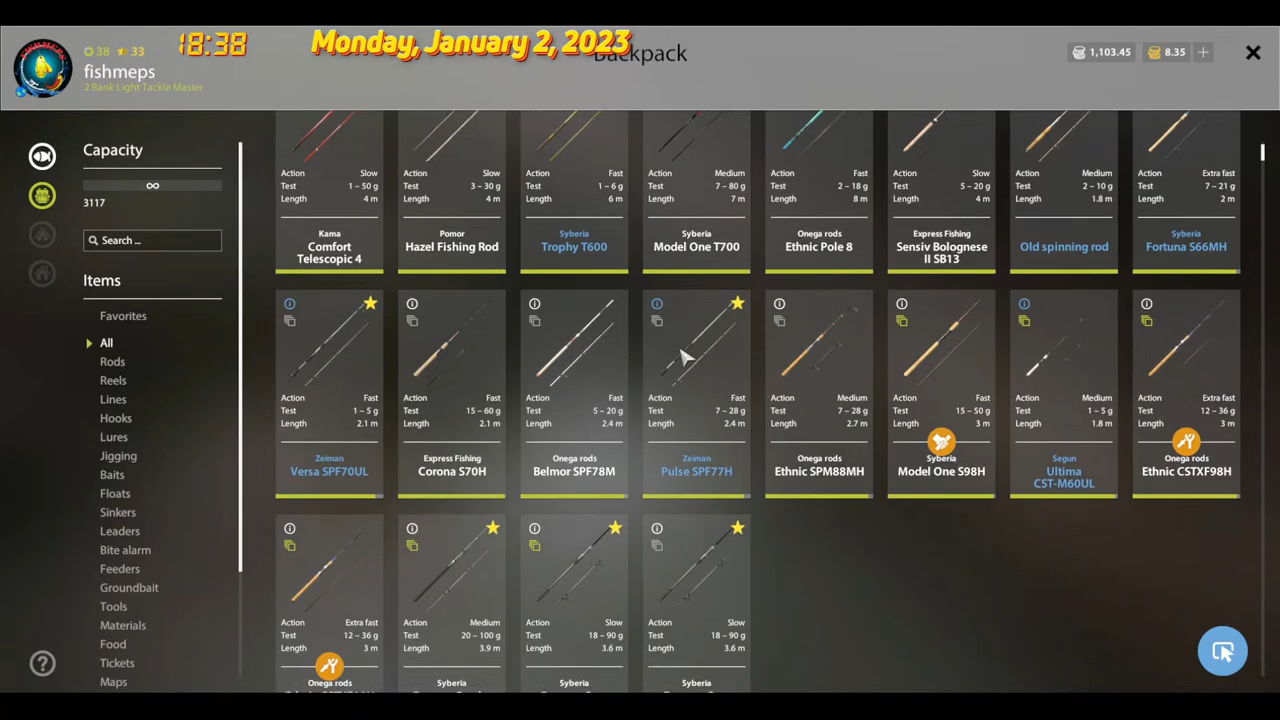 38 33
fishmeps
2 Rank Light Tackle Master
18:38
Monday, January 2, 2023
Backpack
1,103.45
8.35
+
Capacity
∞
3117
Search ...
Items
Favorites
All
Rods
Reels
Lines
Hooks
Lures
Jigging
Baits
Floats
Sinkers
Leaders
Bite alarm
Feeders
Groundbait
Tools
Materials
Food
Tickets
Maps
?
Action Slow
Test 1 – 50 g
Length 4 m
Kama
Comfort
Telescopic 4
Action Slow
Test 3 – 30 g
Length 4 m
Pomor
Hazel Fishing Rod
Action Fast
Test 1 – 6 g
Length 6 m
Syberia
Trophy T600
Action Medium
Test 7 – 80 g
Length 7 m
Syberia
Model One T700
Action Fast
Test 2 – 18 g
Length 8 m
Onega rods
Ethnic Pole 8
Action Slow
Test 5 – 20 g
Length 4 m
Express Fishing
Sensiv Bolognese
II SB13
Action Medium
Test 2 – 10 g
Length 1.8 m
Old spinning rod
Action Extra fast
Test 7 – 21 g
Length 2 m
Syberia
Fortuna S66MH
Action Fast
Test 1 – 5 g
Length 2.1 m
Zeiman
Versa SPF70UL
Action Fast
Test 15 – 60 g
Length 2.1 m
Express Fishing
Corona S70H
Action Fast
Test 5 – 20 g
Length 2.4 m
Onega rods
Belmor SPF78M
Action Fast
Test 7 – 28 g
Length 2.4 m
Zeiman
Pulse SPF77H
Action Medium
Test 7 – 28 g
Length 2.7 m
Onega rods
Ethnic SPM88MH
Action Fast
Test 15 – 50 g
Length 3 m
Syberia
Model One S98H
Action Medium
Test 1 – 5 g
Length 1.8 m
Segun
Ultima
CST-M60UL
Action Extra fast
Test 12 – 36 g
Length 3 m
Onega rods
Ethnic CSTXF98H
Action Extra fast
Test 12 – 36 g
Length 3 m
Onega rods
Action Medium
Test 20 – 100 g
Length 3.9 m
Syberia
Action Slow
Test 18 – 90 g
Length 3.6 m
Syberia
Action Slow
Test 18 – 90 g
Length 3.6 m
Syberia